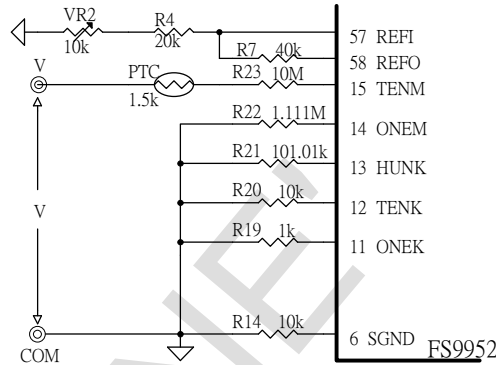 VR2
10k
R4
20k
57 REFI
R7 40k
58 REFO
V
PTC
1.5k
R23 10M
15 TENM
R22 1.111M
14 ONEM
R21 101.01k
13 HUNK
V
R20 10k
12 TENK
R19 1k
11 ONEK
R14 10k
6 SGND
FS9952
COM